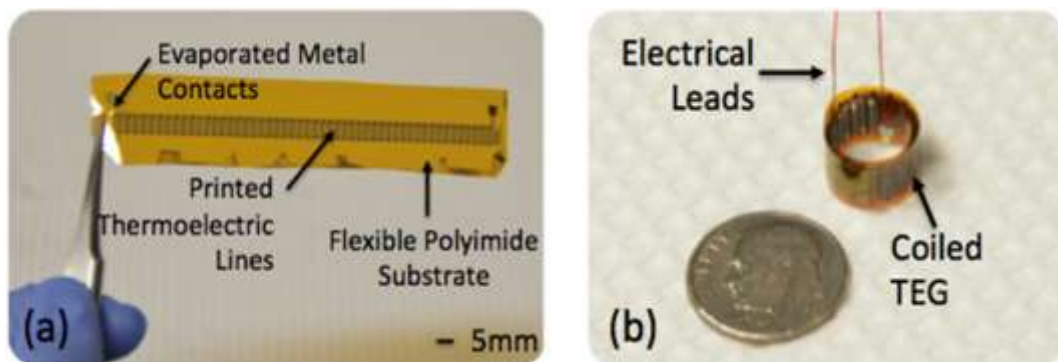 Evaporated Metal
Contacts
Printed
Thermoelectric
Lines
Flexible Polyimide
Substrate
(a)
5mm
Electrical
Leads
Coiled
TEG
(b)